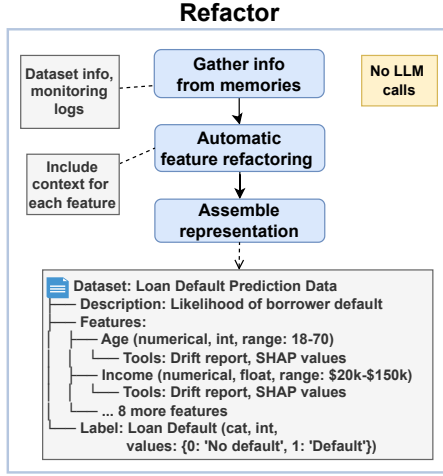 Refactor
Dataset info,
monitoring
logs
Gather info
from memories
No LLM
calls
Include
context for
each feature
Automatic
feature refactoring
Assemble
representation
Dataset: Loan Default Prediction Data
Description: Likelihood of borrower default
Features:
Age (numerical, int, range: 18-70)
Tools: Drift report, SHAP values
Income (numerical, float, range: $20k-$150k)
Tools: Drift report, SHAP values
... 8 more features
Label: Loan Default (cat, int,
values: {0: 'No default', 1: 'Default'})